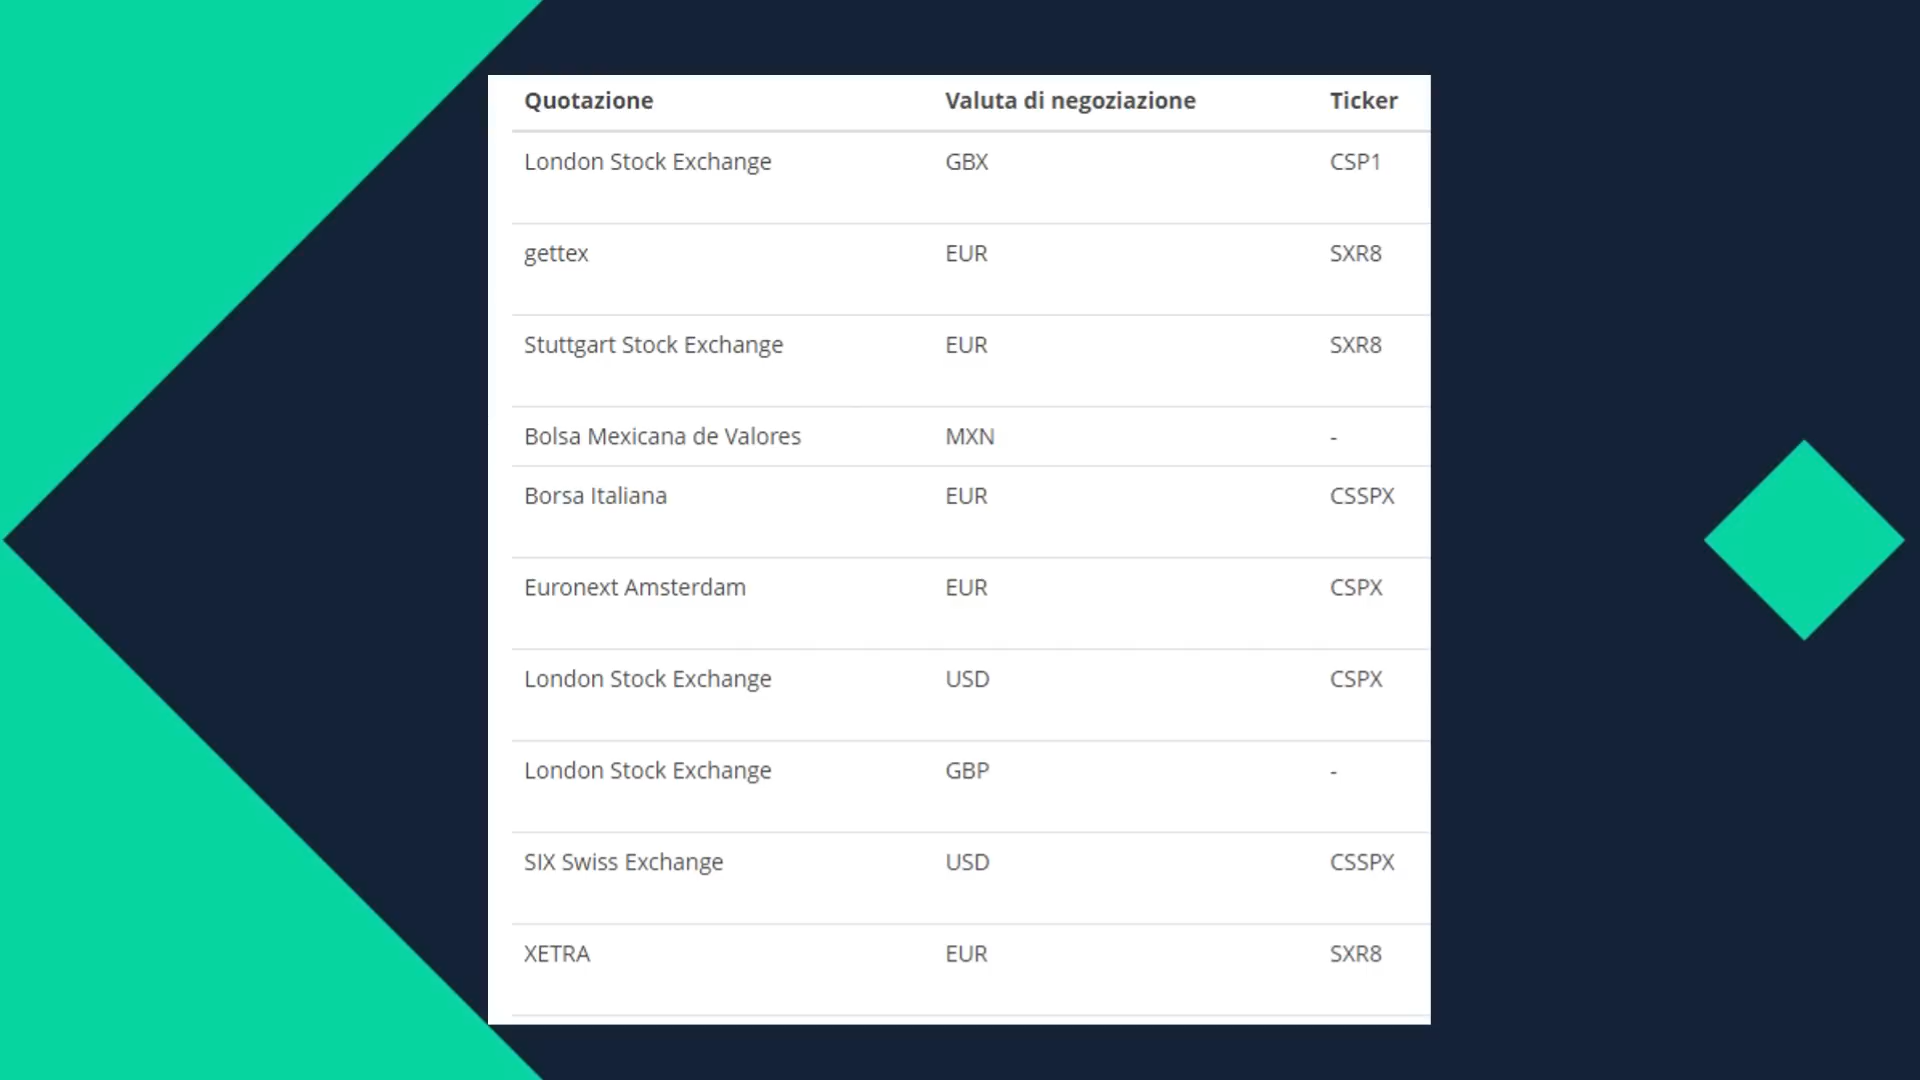 Quotazione Valuta di negoziazione Ticker
London Stock Exchange GBX CSP1
gettex EUR SXR8
Stuttgart Stock Exchange EUR SXR8
Bolsa Mexicana de Valores MXN -
Borsa Italiana EUR CSSPX
Euronext Amsterdam EUR CSPX
London Stock Exchange USD CSPX
London Stock Exchange GBP -
SIX Swiss Exchange USD CSSPX
XETRA EUR SXR8